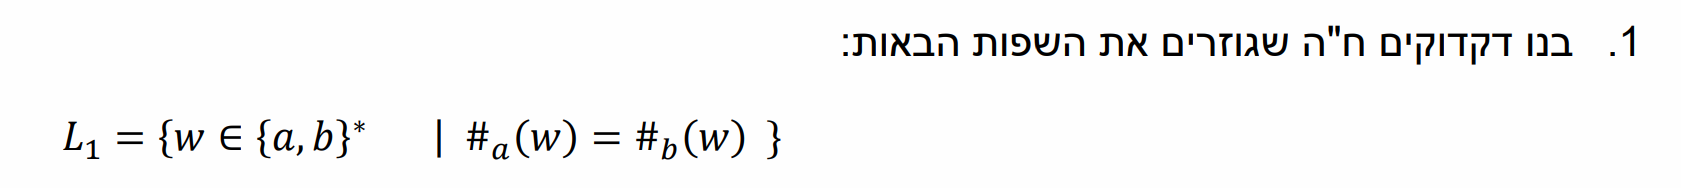 1. בנו דקדוקים ח"ה שגוזרים את השפות הבאות:
L₁ = {w ∈ {a, b}* | #ₐ(w) = #_b(w) }